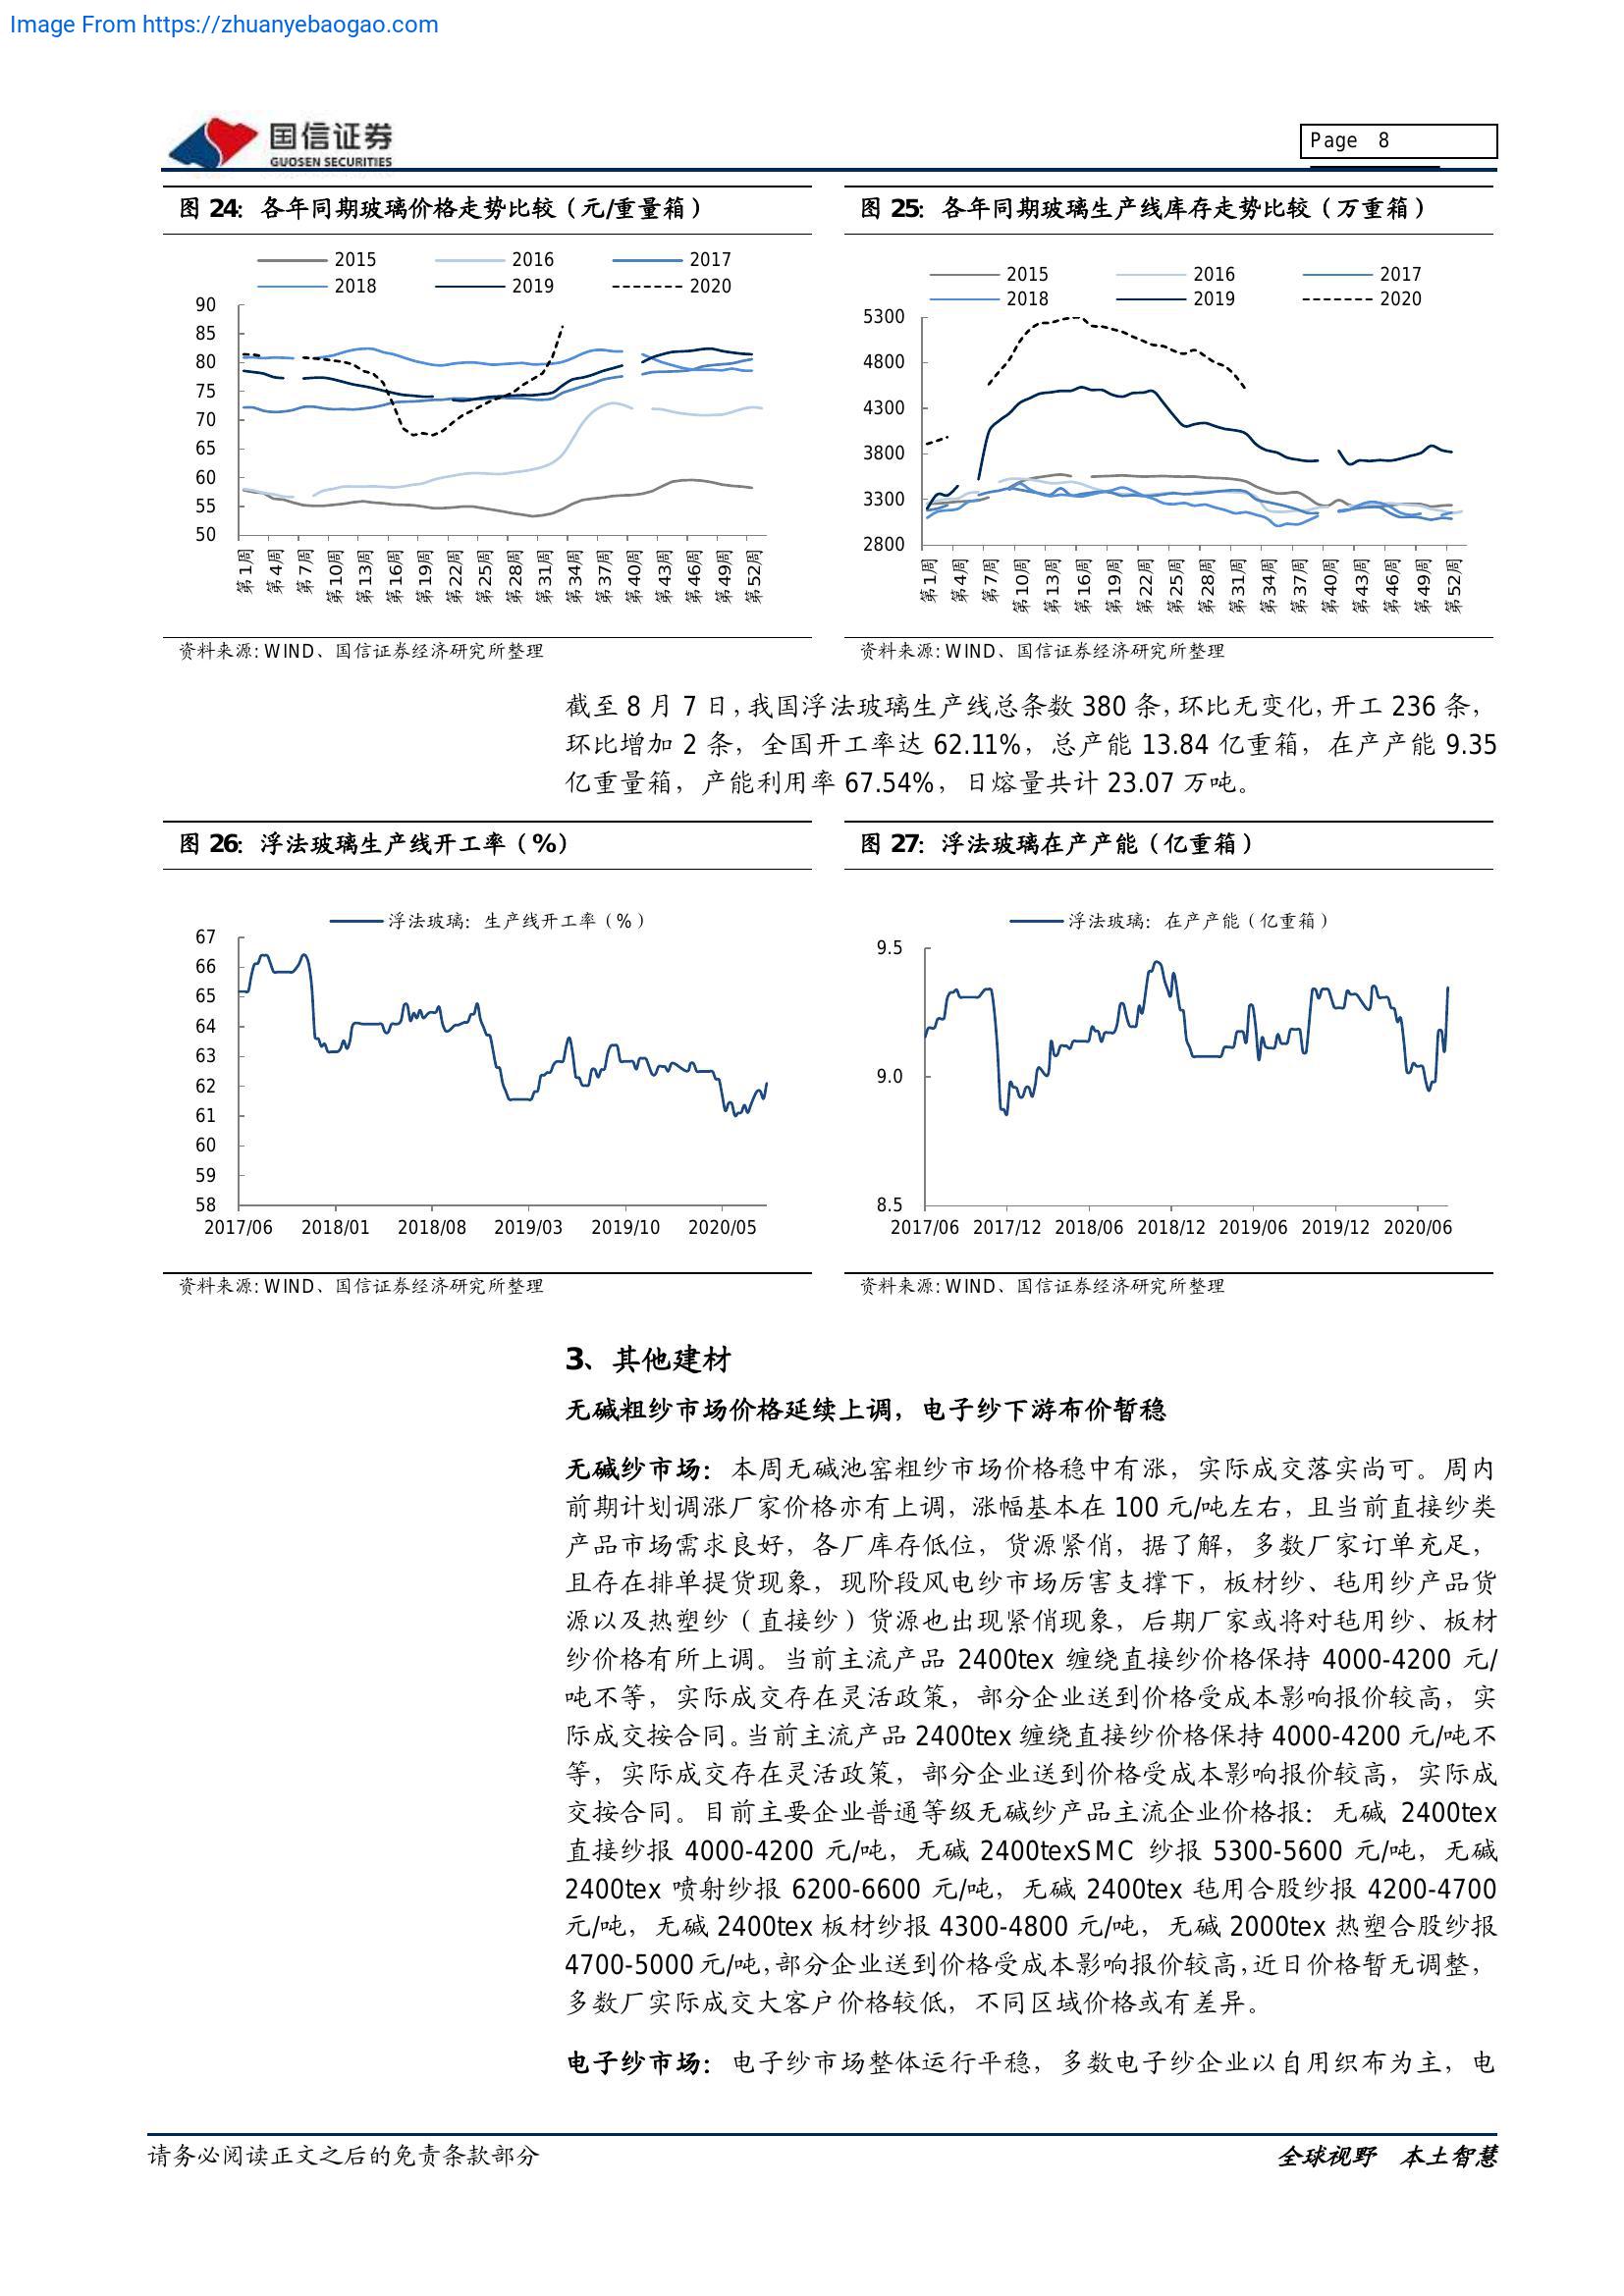 Image From https://zhuanyebaogao.com
国信证券
GUOSEN SECURITIES
Page 8
图 24：各年同期玻璃价格走势比较（元/重量箱）
2015 2016 2017
2018 2019 2020
90
85
80
75
70
65
60
55
50
第1周 第4周 第7周 第10周 第13周 第16周 第19周 第22周 第25周 第28周 第31周 第34周 第37周 第40周 第43周 第46周 第49周 第52周
资料来源: WIND、国信证券经济研究所整理
图 25：各年同期玻璃生产线库存走势比较（万重箱）
2015 2016 2017
2018 2019 2020
5300
4800
4300
3800
3300
2800
第1周 第4周 第7周 第10周 第13周 第16周 第19周 第22周 第25周 第28周 第31周 第34周 第37周 第40周 第43周 第46周 第49周 第52周
资料来源: WIND、国信证券经济研究所整理
截至 8 月 7 日，我国浮法玻璃生产线总条数 380 条，环比无变化，开工 236 条，
环比增加 2 条，全国开工率达 62.11%，总产能 13.84 亿重箱，在产产能 9.35
亿重量箱，产能利用率 67.54%，日熔量共计 23.07 万吨。
图 26：浮法玻璃生产线开工率（%）
浮法玻璃：生产线开工率（%）
67
66
65
64
63
62
61
60
59
58
2017/06 2018/01 2018/08 2019/03 2019/10 2020/05
资料来源: WIND、国信证券经济研究所整理
图 27：浮法玻璃在产产能（亿重箱）
浮法玻璃：在产产能（亿重箱）
9.5
9.0
8.5
2017/06 2017/12 2018/06 2018/12 2019/06 2019/12 2020/06
资料来源: WIND、国信证券经济研究所整理
3、其他建材
无碱粗纱市场价格延续上调，电子纱下游布价暂稳
无碱纱市场：本周无碱池窑粗纱市场价格稳中有涨，实际成交落实尚可。周内
前期计划调涨厂家价格亦有上调，涨幅基本在 100 元/吨左右，且当前直接纱类
产品市场需求良好，各厂库存低位，货源紧俏，据了解，多数厂家订单充足，
且存在排单提货现象，现阶段风电纱市场厉害支撑下，板材纱、毡用纱产品货
源以及热塑纱（直接纱）货源也出现紧俏现象，后期厂家或将对毡用纱、板材
纱价格有所上调。当前主流产品 2400tex 缠绕直接纱价格保持 4000-4200 元/
吨不等，实际成交存在灵活政策，部分企业送到价格受成本影响报价较高，实
际成交按合同。当前主流产品 2400tex 缠绕直接纱价格保持 4000-4200 元/吨不
等，实际成交存在灵活政策，部分企业送到价格受成本影响报价较高，实际成
交按合同。目前主要企业普通等级无碱纱产品主流企业价格报：无碱 2400tex
直接纱报 4000-4200 元/吨，无碱 2400texSMC 纱报 5300-5600 元/吨，无碱
2400tex 喷射纱报 6200-6600 元/吨，无碱 2400tex 毡用合股纱报 4200-4700
元/吨，无碱 2400tex 板材纱报 4300-4800 元/吨，无碱 2000tex 热塑合股纱报
4700-5000 元/吨，部分企业送到价格受成本影响报价较高，近日价格暂无调整，
多数厂实际成交大客户价格较低，不同区域价格或有差异。
电子纱市场：电子纱市场整体运行平稳，多数电子纱企业以自用织布为主，电
请务必阅读正文之后的免责条款部分
全球视野 本土智慧